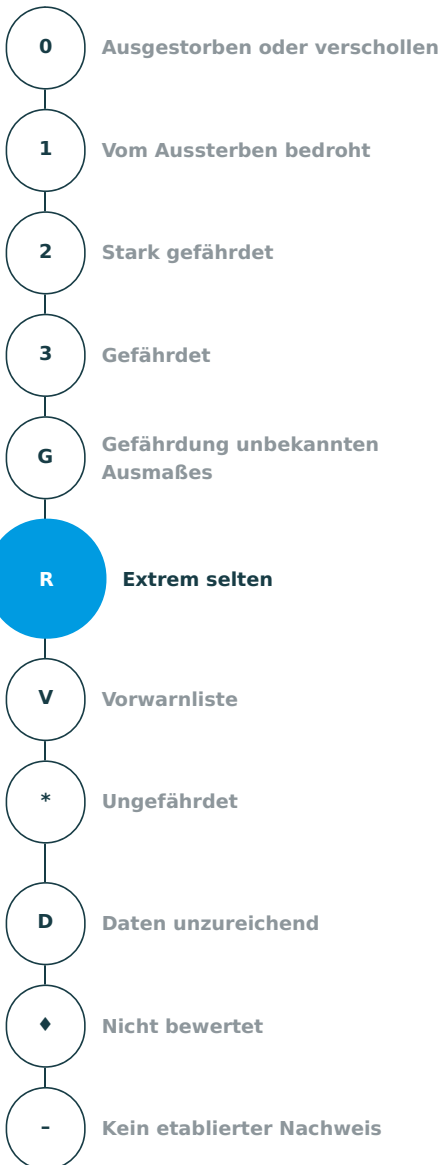 0 Ausgestorben oder verschollen
1 Vom Aussterben bedroht
2 Stark gefährdet
3 Gefährdet
G Gefährdung unbekannten
Ausmaßes
R Extrem selten
V Vorwarnliste
* Ungefährdet
D Daten unzureichend
♦ Nicht bewertet
– Kein etablierter Nachweis